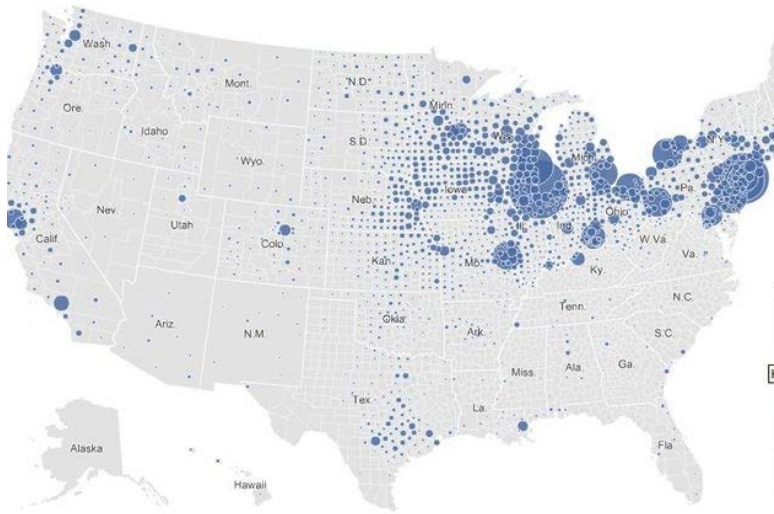 Wash.
Mont.
N.D.
Minn.
Ore.
Idaho
S.D.
Wis.
Mich.
N.Y.
Wyo.
Neb.
Iowa
Pa.
Nev.
Utah
Colo.
Ill.
Ind.
Ohio
Calif.
Kan.
Mo.
W.Va.
Va.
Ky.
Ariz.
N.M.
Okla.
Ark.
Tenn.
N.C.
S.C.
Tex.
La.
Miss.
Ala.
Ga.
Fla.
Alaska
Hawaii